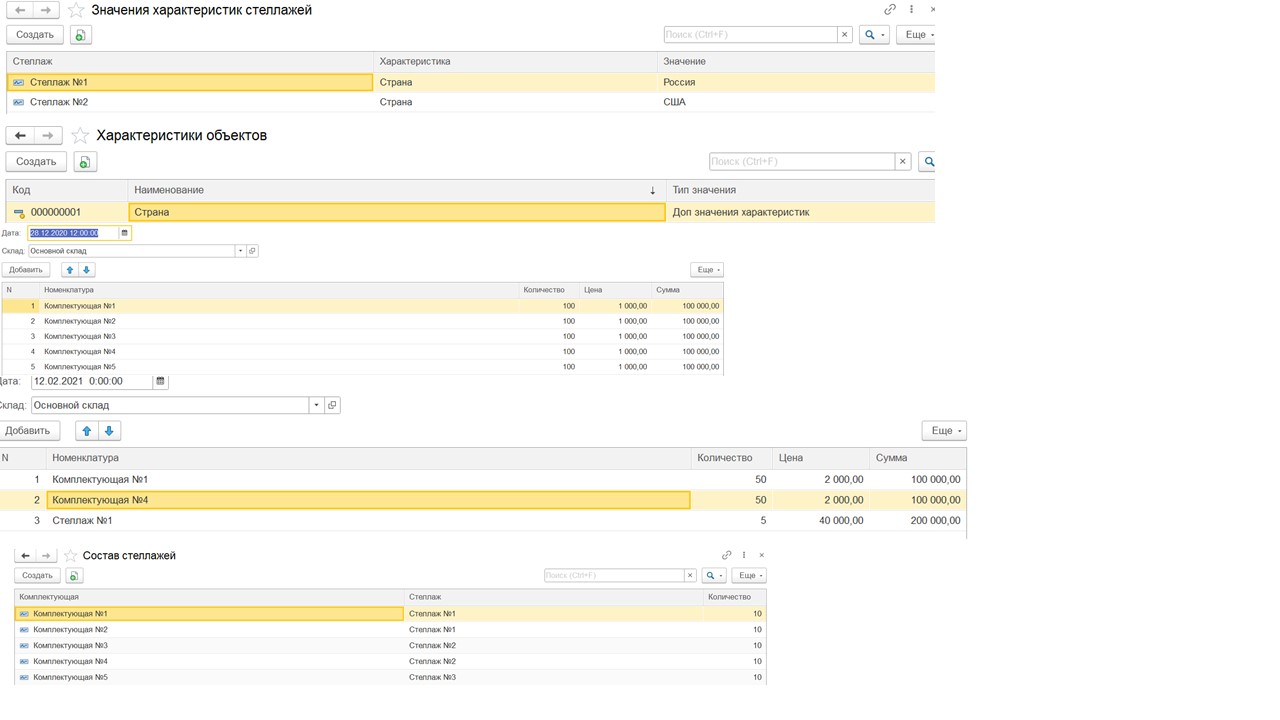 Значения характеристик стеллажей
Создать Поиск (Ctrl+F) × Еще
Стеллаж Характеристика Значение
Стеллаж №1 Страна Россия
Стеллаж №2 Страна США
Характеристики объектов
Создать Поиск (Ctrl+F) ×
Код Наименование ↓ Тип значения
000000001 Страна Доп значения характеристик
Дата: 28.12.2020 12:00:00
Склад: Основной склад
Добавить Еще
N Номенклатура Количество Цена Сумма
1 Комплектующая №1 100 1 000,00 100 000,00
2 Комплектующая №2 100 1 000,00 100 000,00
3 Комплектующая №3 100 1 000,00 100 000,00
4 Комплектующая №4 100 1 000,00 100 000,00
5 Комплектующая №5 100 1 000,00 100 000,00
Дата: 12.02.2021 0:00:00
Склад: Основной склад
Добавить Еще
N Номенклатура Количество Цена Сумма
1 Комплектующая №1 50 2 000,00 100 000,00
2 Комплектующая №4 50 2 000,00 100 000,00
3 Стеллаж №1 5 40 000,00 200 000,00
Состав стеллажей
Создать Поиск (Ctrl+F) × Еще
Комплектующая Стеллаж Количество
Комплектующая №1 Стеллаж №1 10
Комплектующая №2 Стеллаж №1 10
Комплектующая №3 Стеллаж №2 10
Комплектующая №4 Стеллаж №2 10
Комплектующая №5 Стеллаж №3 10